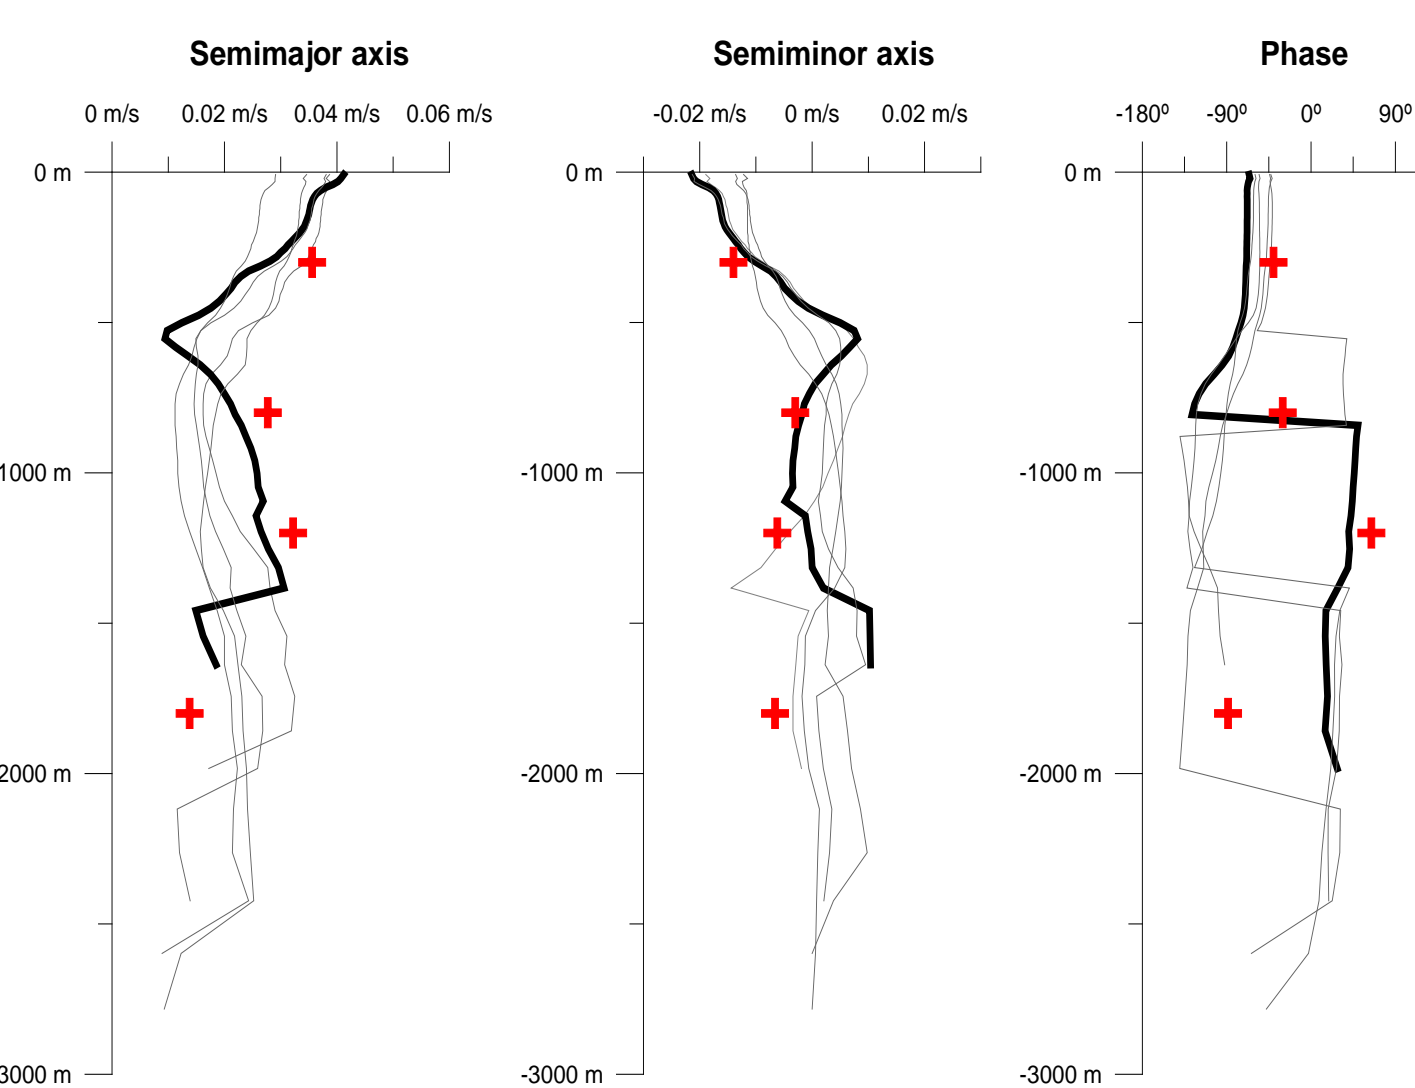 Semimajor axis Semiminor axis Phase
0 m/s 0.02 m/s 0.04 m/s 0.06 m/s -0.02 m/s 0 m/s 0.02 m/s -180º -90º 0º 90º
0 m 0 m 0 m
1000 m -1000 m -1000 m
2000 m -2000 m -2000 m
3000 m -3000 m -3000 m